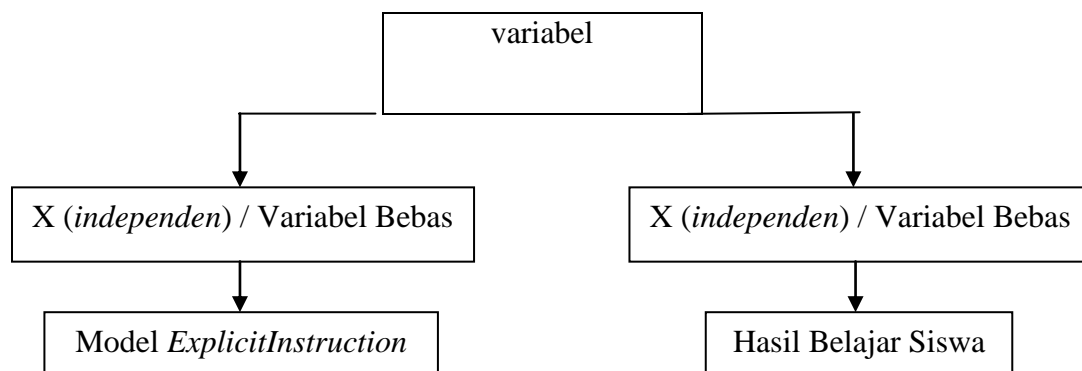 variabel
X (independen) / Variabel Bebas
X (independen) / Variabel Bebas
Model ExplicitInstruction
Hasil Belajar Siswa